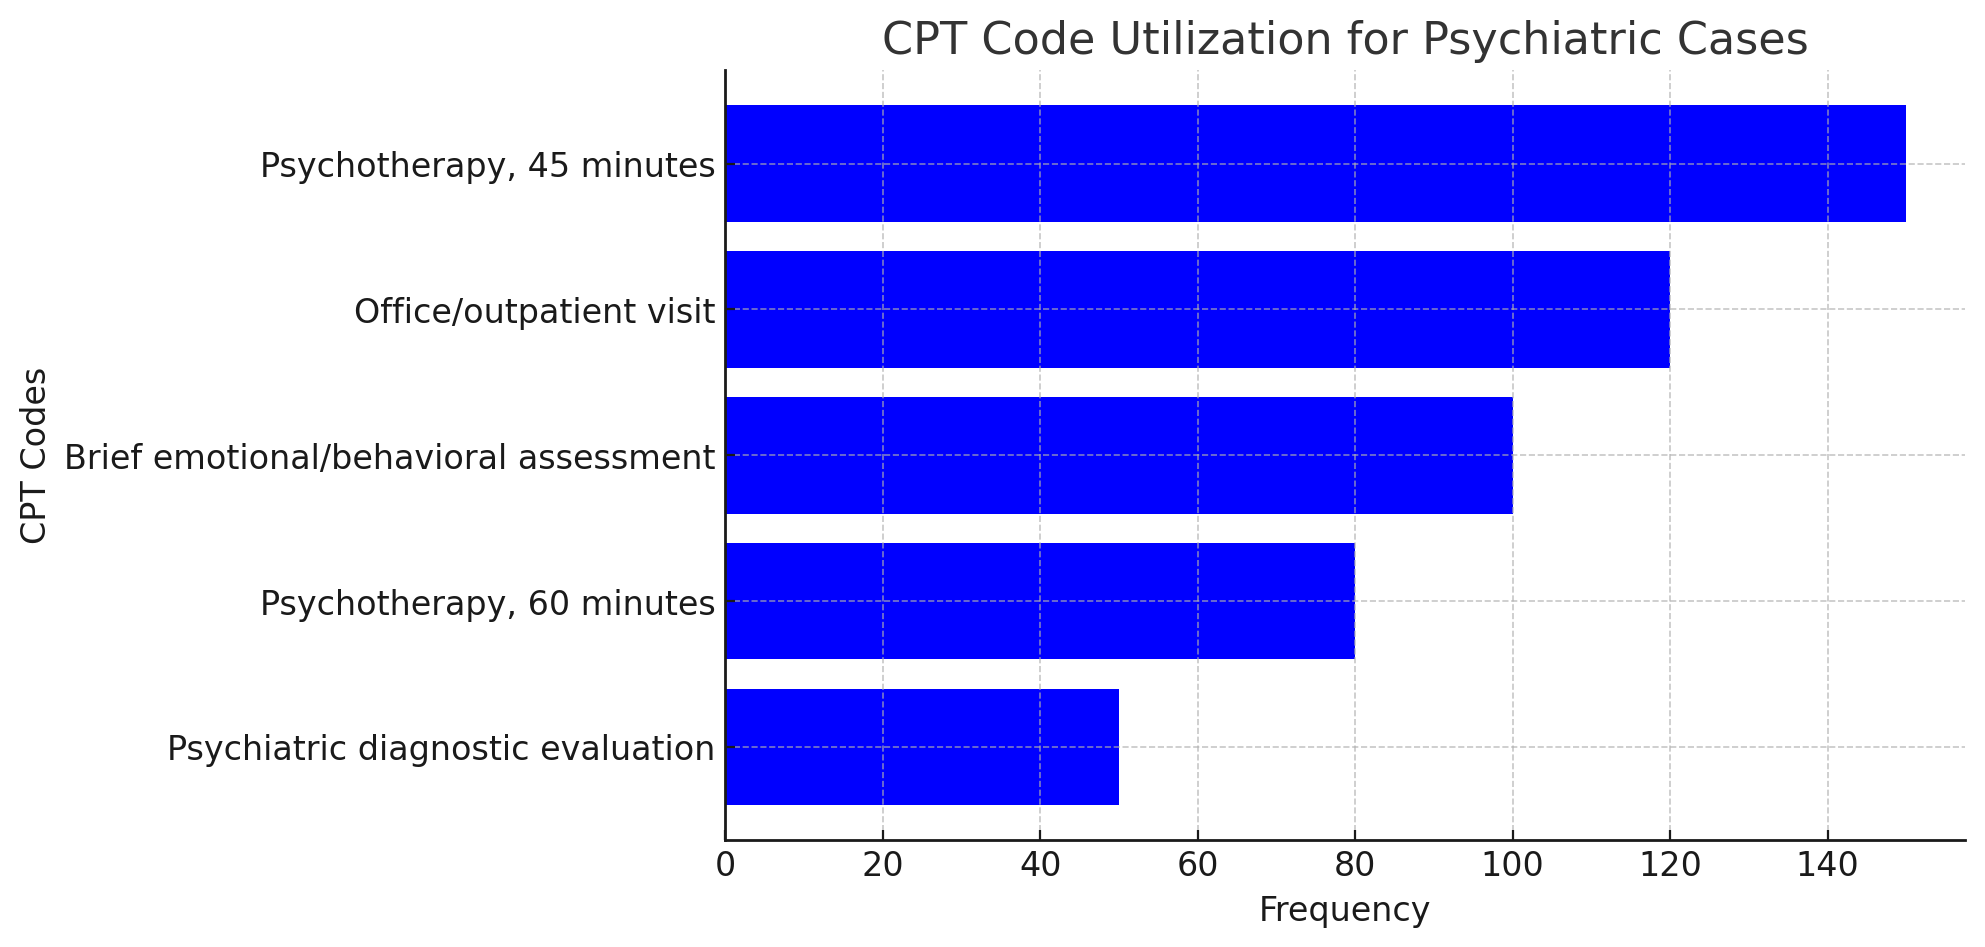 CPT Code Utilization for Psychiatric Cases
CPT Codes
Psychotherapy, 45 minutes
Office/outpatient visit
Brief emotional/behavioral assessment
Psychotherapy, 60 minutes
Psychiatric diagnostic evaluation
0 20 40 60 80 100 120 140
Frequency